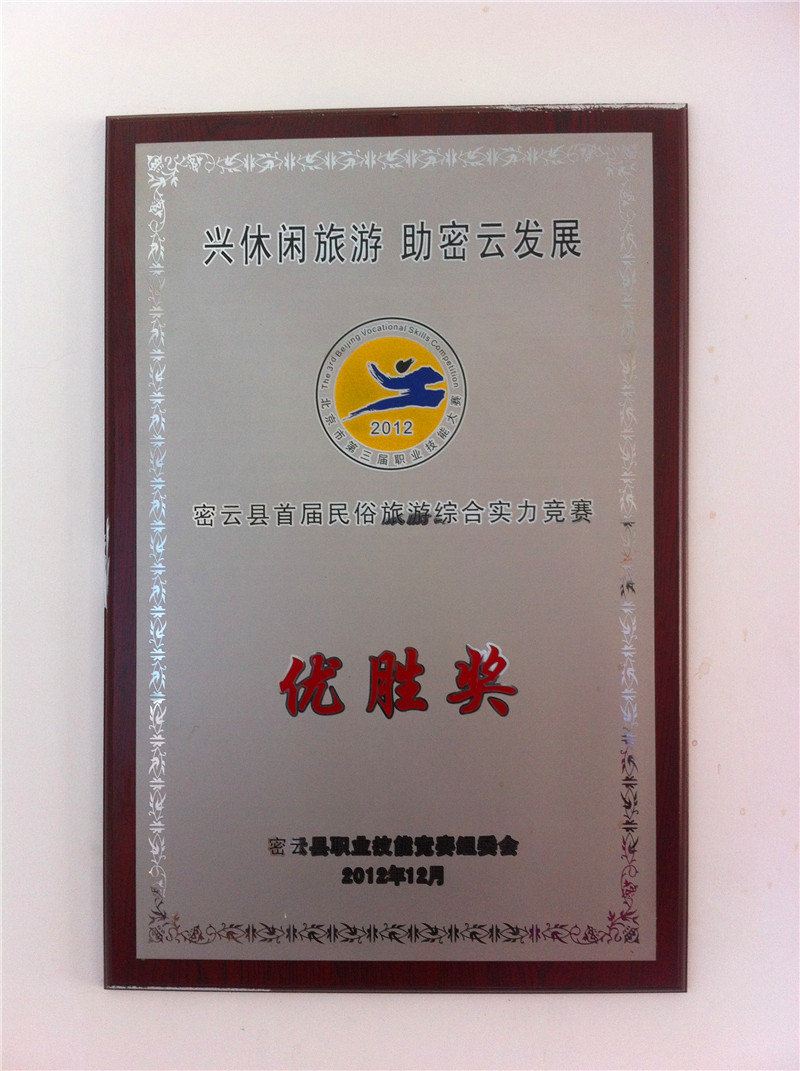 兴休闲旅游 助密云发展
The 3rd Beijing Vocational Skills Competition
2012
北京市第三届职业技能大赛
密云县首届民俗旅游综合实力竞赛
优胜奖
密云县职业技能竞赛组委会
2012年12月